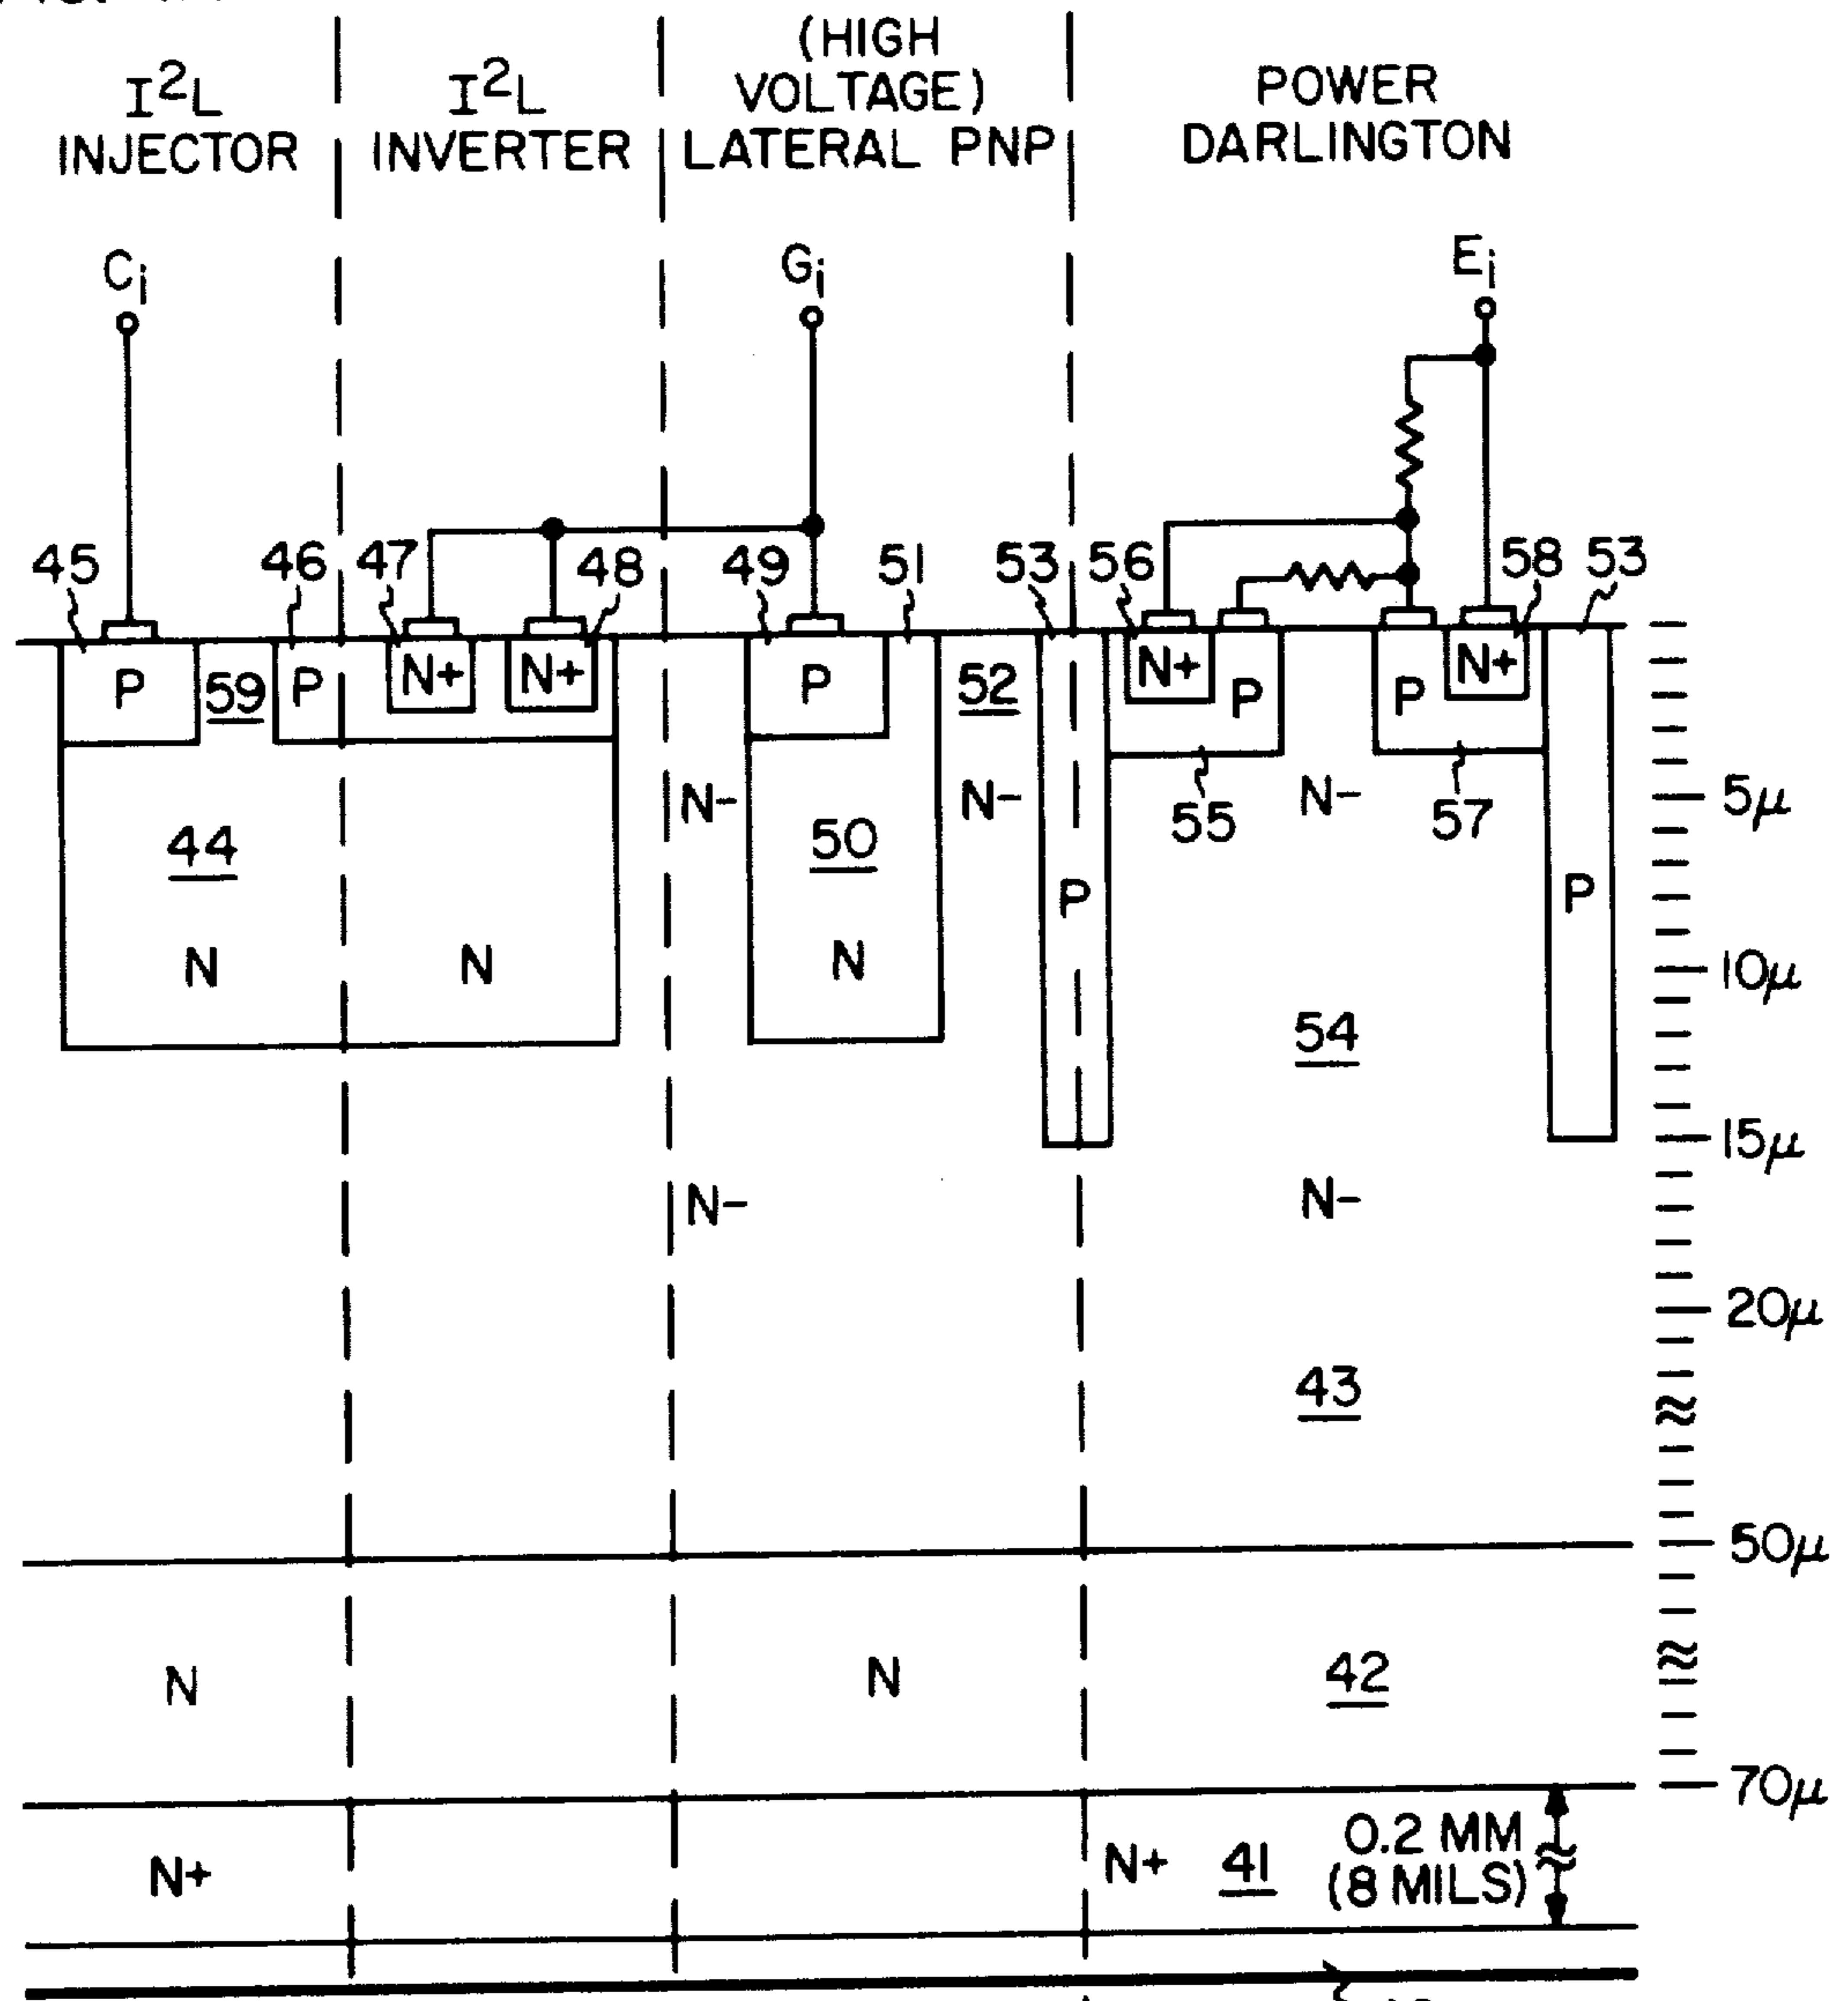 I²L INJECTOR
I²L INVERTER
(HIGH VOLTAGE) LATERAL PNP
POWER DARLINGTON
Ci
Gi
Ei
45
46
47
48
49
51
53
56
58
53
P
59
P
N+
N+
P
52
N+
P
P
N+
N-
N-
55
N-
57
5µ
44
50
P
P
N
N
N
10µ
54
15µ
N-
N-
20µ
43
50µ
N
N
42
70µ
N+
N+
41
0.2 MM
(8 MILS)